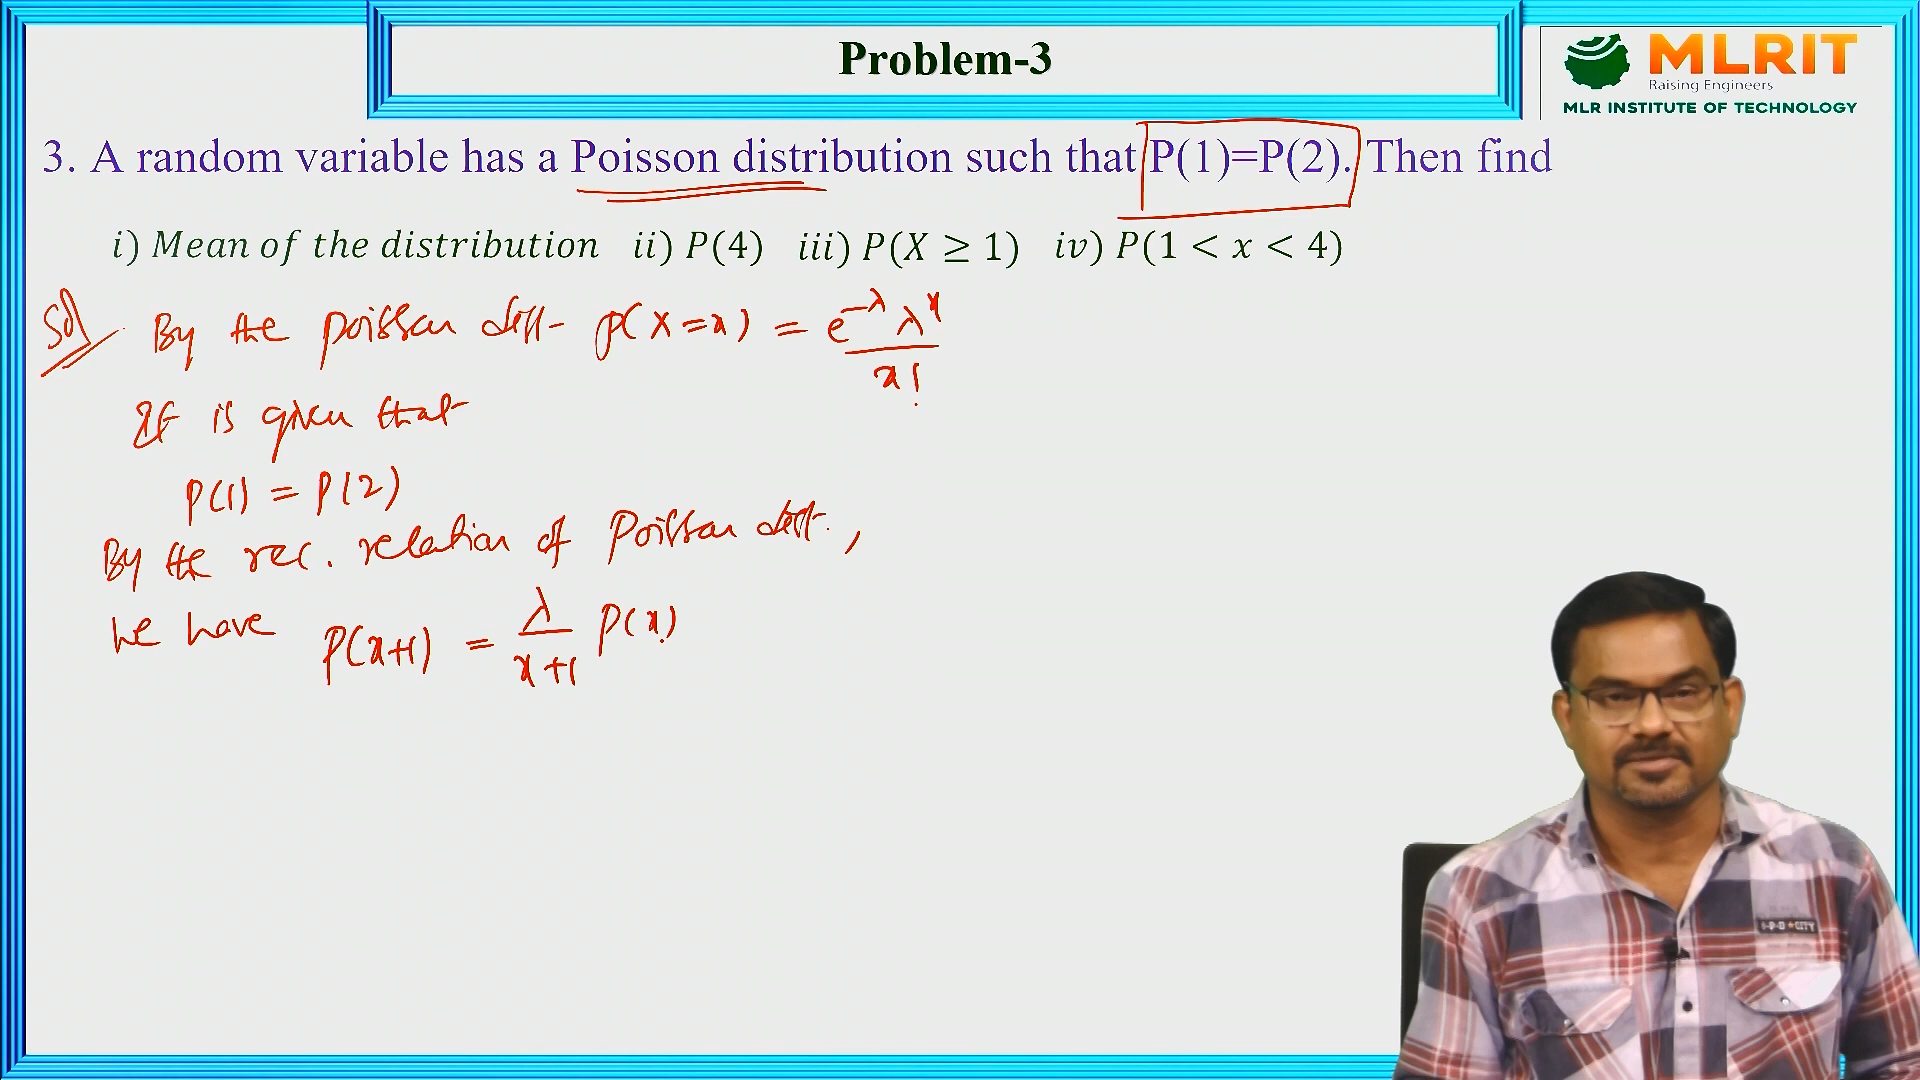 Problem-3
MLRIT
Raising Engineers
MLR INSTITUTE OF TECHNOLOGY
3. A random variable has a Poisson distribution such that P(1)=P(2). Then find
i) Mean of the distribution ii) P(4) iii) P(X ≥ 1) iv) P(1 < x < 4)
Sol By the poisson dist- p(X=x) = e^-λ λ^x / x!
It is given that
P(1) = P(2)
By the rec. relation of Poisson dist.,
we have P(x+1) = λ/(x+1) P(x)